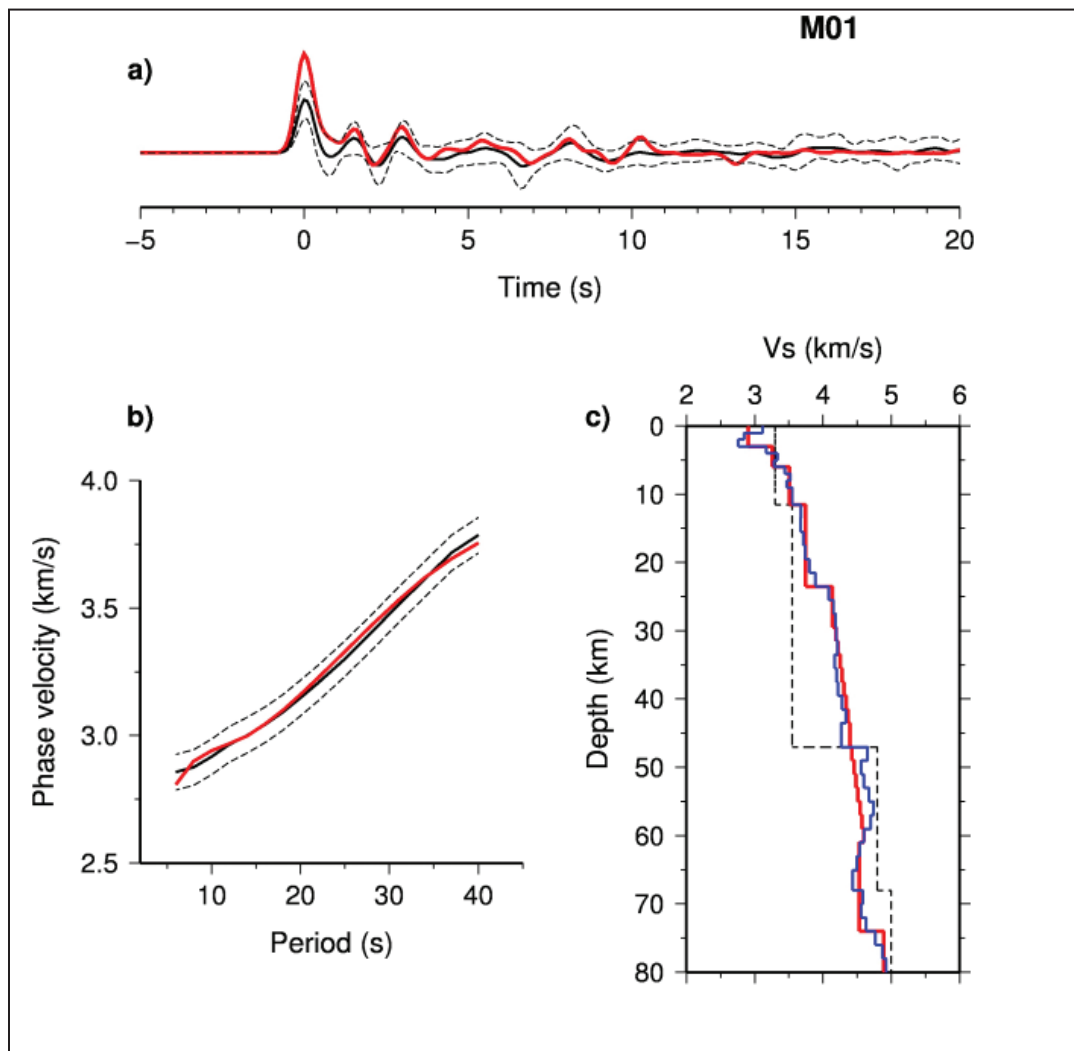 M01
a)
−5 0 5 10 15 20
Time (s)
Vs (km/s)
2 3 4 5 6
b)
c)
4.0
3.5
3.0
2.5
Phase velocity (km/s)
10 20 30 40
Period (s)
0
10
20
30
40
50
60
70
80
Depth (km)